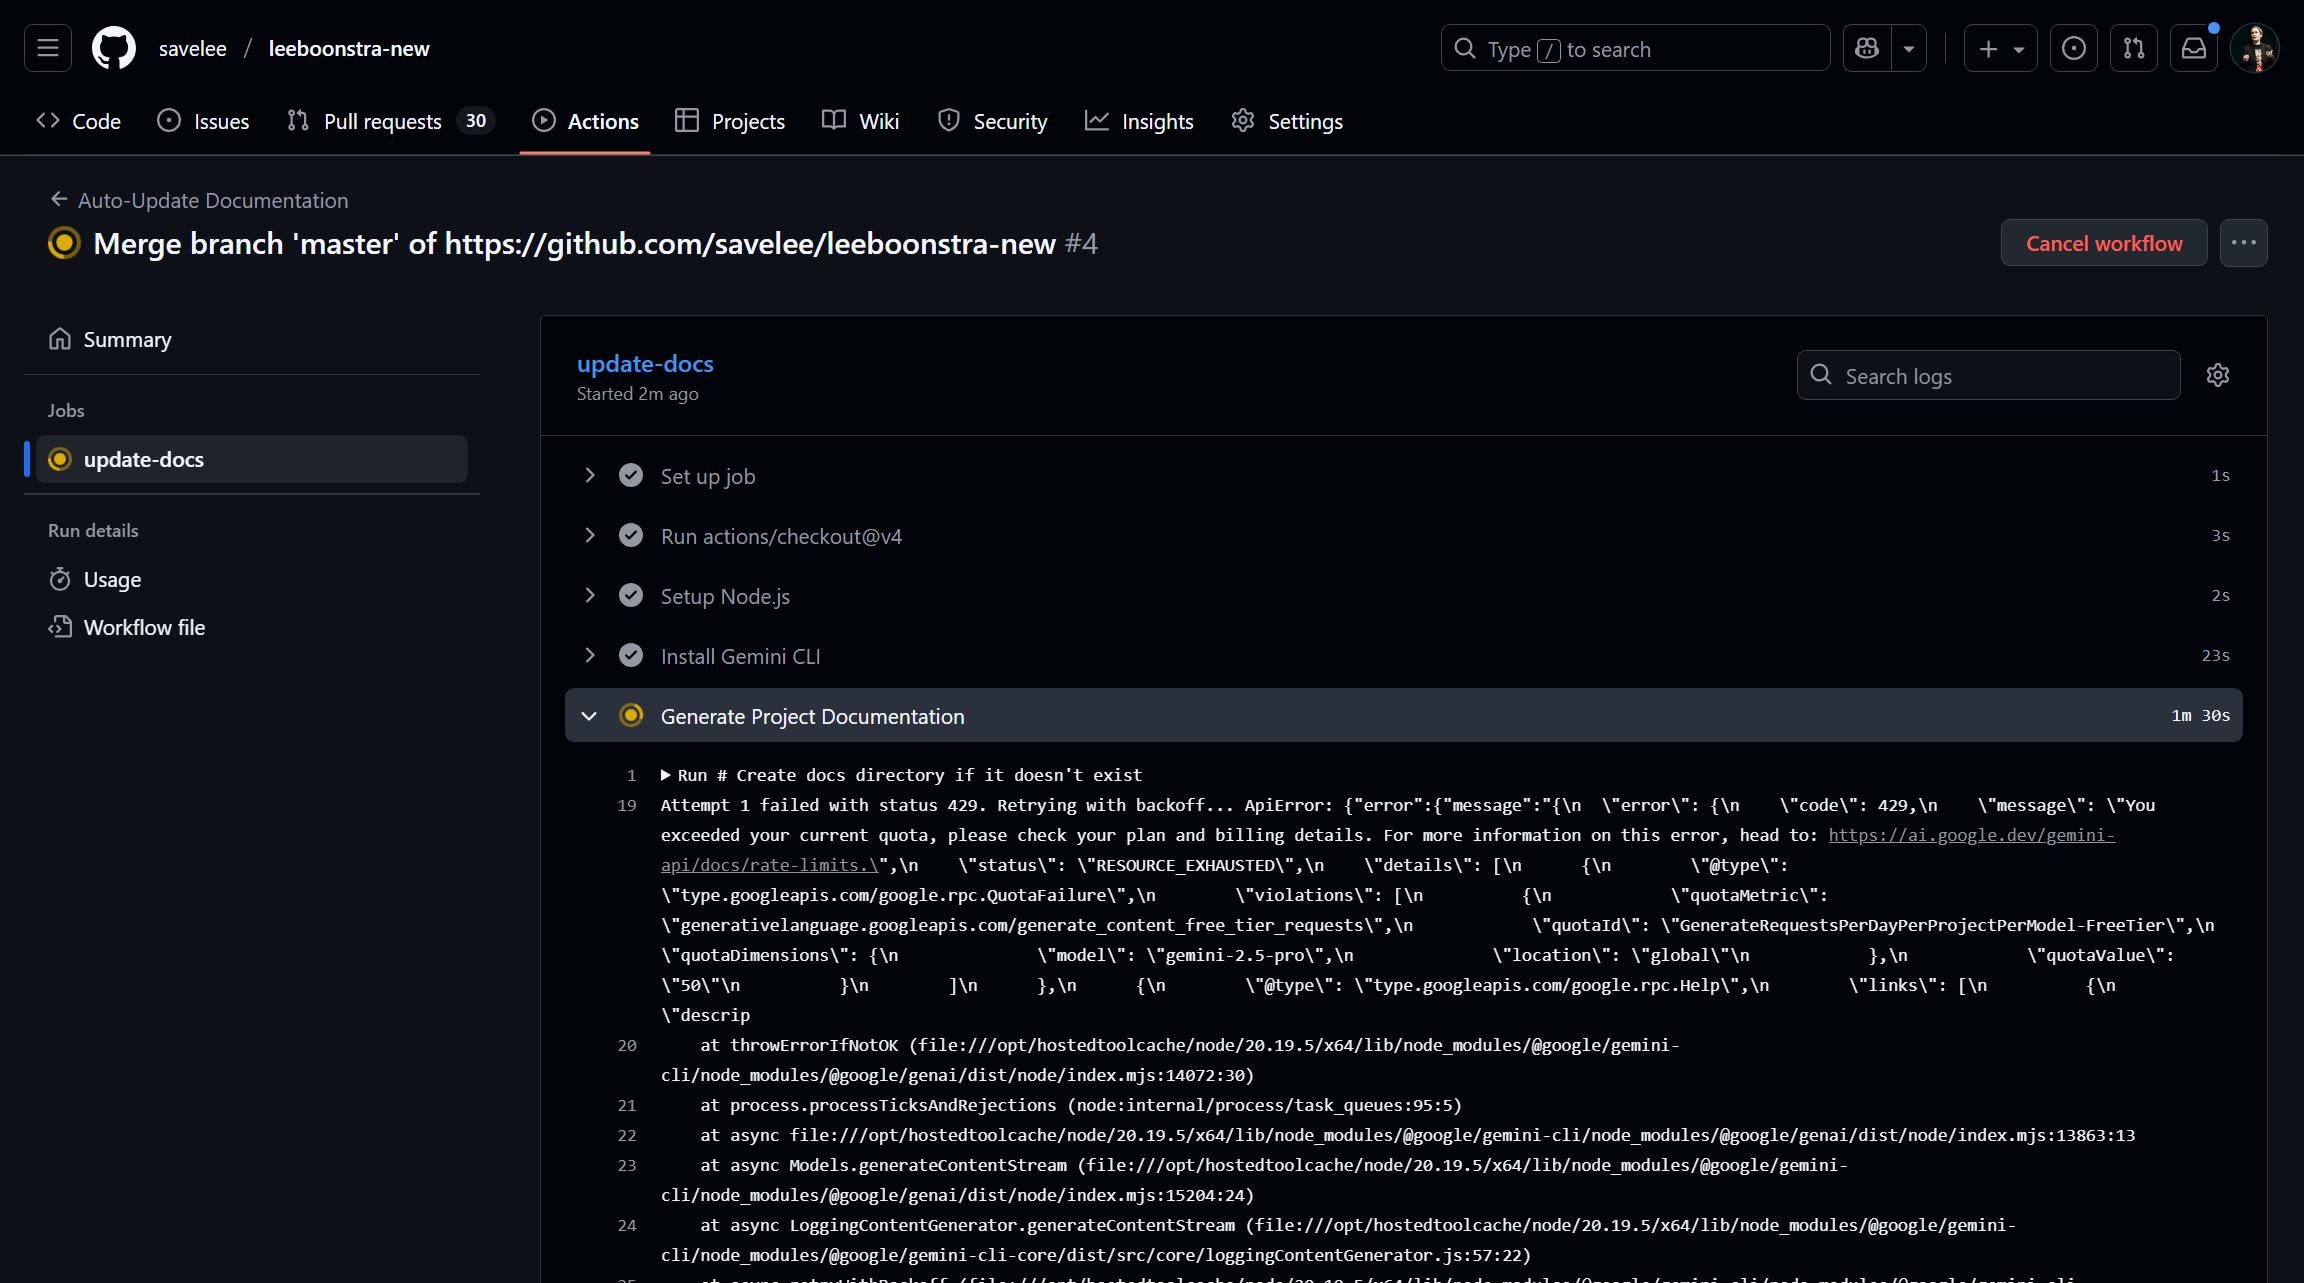 savelee / leeboonstra-new
Type / to search
Code
Issues
Pull requests 30
Actions
Projects
Wiki
Security
Insights
Settings
Auto-Update Documentation
Merge branch 'master' of https://github.com/savelee/leeboonstra-new #4
Cancel workflow
Summary
Jobs
update-docs
Run details
Usage
Workflow file
update-docs
Started 2m ago
Search logs
Set up job 1s
Run actions/checkout@v4 3s
Setup Node.js 2s
Install Gemini CLI 23s
Generate Project Documentation 1m 30s
1 Run # Create docs directory if it doesn't exist
19 Attempt 1 failed with status 429. Retrying with backoff... ApiError: {"error":{"message":"{\n  \"error\": {\n    \"code\": 429,\n    \"message\": \"You
exceeded your current quota, please check your plan and billing details. For more information on this error, head to: https://ai.google.dev/gemini-
api/docs/rate-limits.\",\n    \"status\": \"RESOURCE_EXHAUSTED\",\n    \"details\": [\n      {\n        \"@type\":
\"type.googleapis.com/google.rpc.QuotaFailure\",\n        \"violations\": [\n          {\n            \"quotaMetric\":
\"generativelanguage.googleapis.com/generate_content_free_tier_requests\",\n            \"quotaId\": \"GenerateRequestsPerDayPerProjectPerModel-FreeTier\",\n
\"quotaDimensions\": {\n              \"model\": \"gemini-2.5-pro\",\n              \"location\": \"global\"\n            },\n            \"quotaValue\":
\"50\"\n          }\n        ]\n      },\n      {\n        \"@type\": \"type.googleapis.com/google.rpc.Help\",\n        \"links\": [\n          {\n
\"descrip
20 at throwErrorIfNotOK (file:///opt/hostedtoolcache/node/20.19.5/x64/lib/node_modules/@google/gemini-
cli/node_modules/@google/genai/dist/node/index.mjs:14072:30)
21 at process.processTicksAndRejections (node:internal/process/task_queues:95:5)
22 at async file:///opt/hostedtoolcache/node/20.19.5/x64/lib/node_modules/@google/gemini-cli/node_modules/@google/genai/dist/node/index.mjs:13863:13
23 at async Models.generateContentStream (file:///opt/hostedtoolcache/node/20.19.5/x64/lib/node_modules/@google/gemini-
cli/node_modules/@google/genai/dist/node/index.mjs:15204:24)
24 at async LoggingContentGenerator.generateContentStream (file:///opt/hostedtoolcache/node/20.19.5/x64/lib/node_modules/@google/gemini-
cli/node_modules/@google/gemini-cli-core/dist/src/core/loggingContentGenerator.js:57:22)